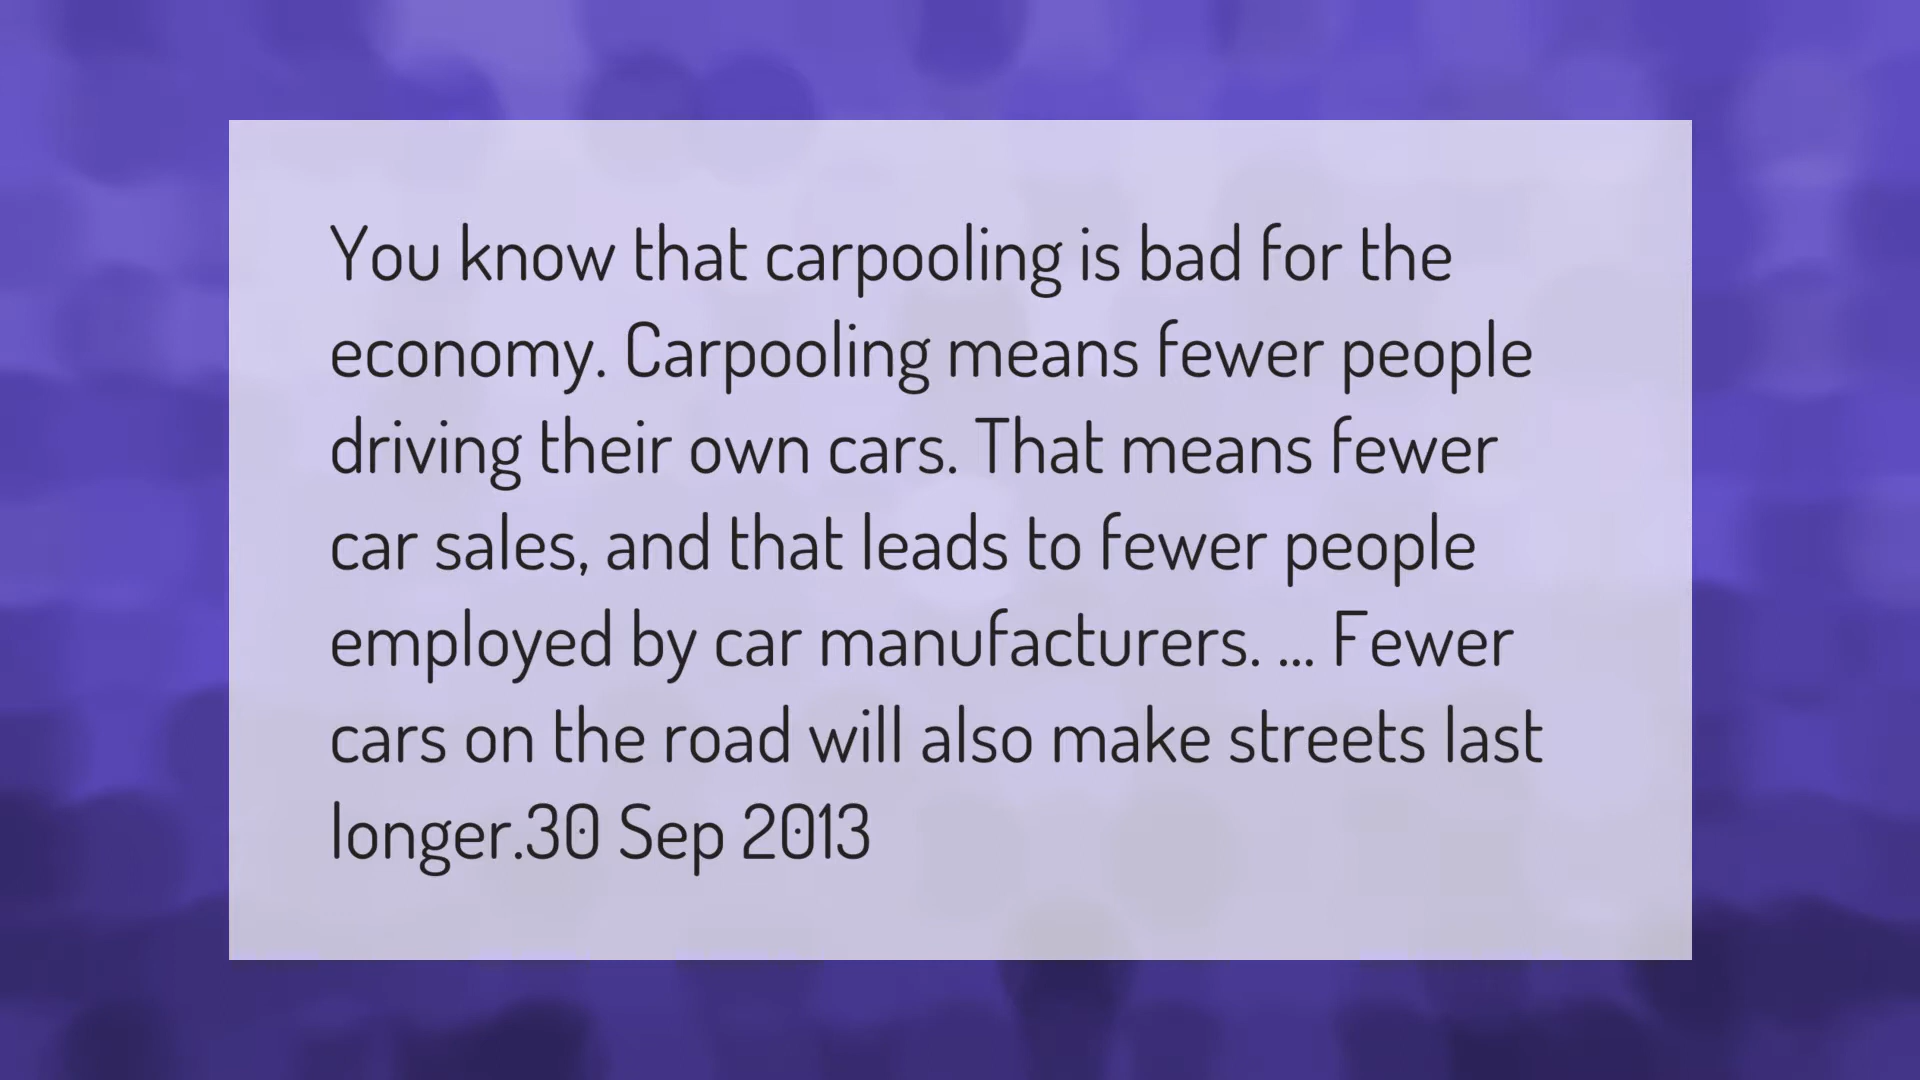 You know that carpooling is bad for the
economy. Carpooling means fewer people
driving their own cars. That means fewer
car sales, and that leads to fewer people
employed by car manufacturers. ... Fewer
cars on the road will also make streets last
longer.30 Sep 2013